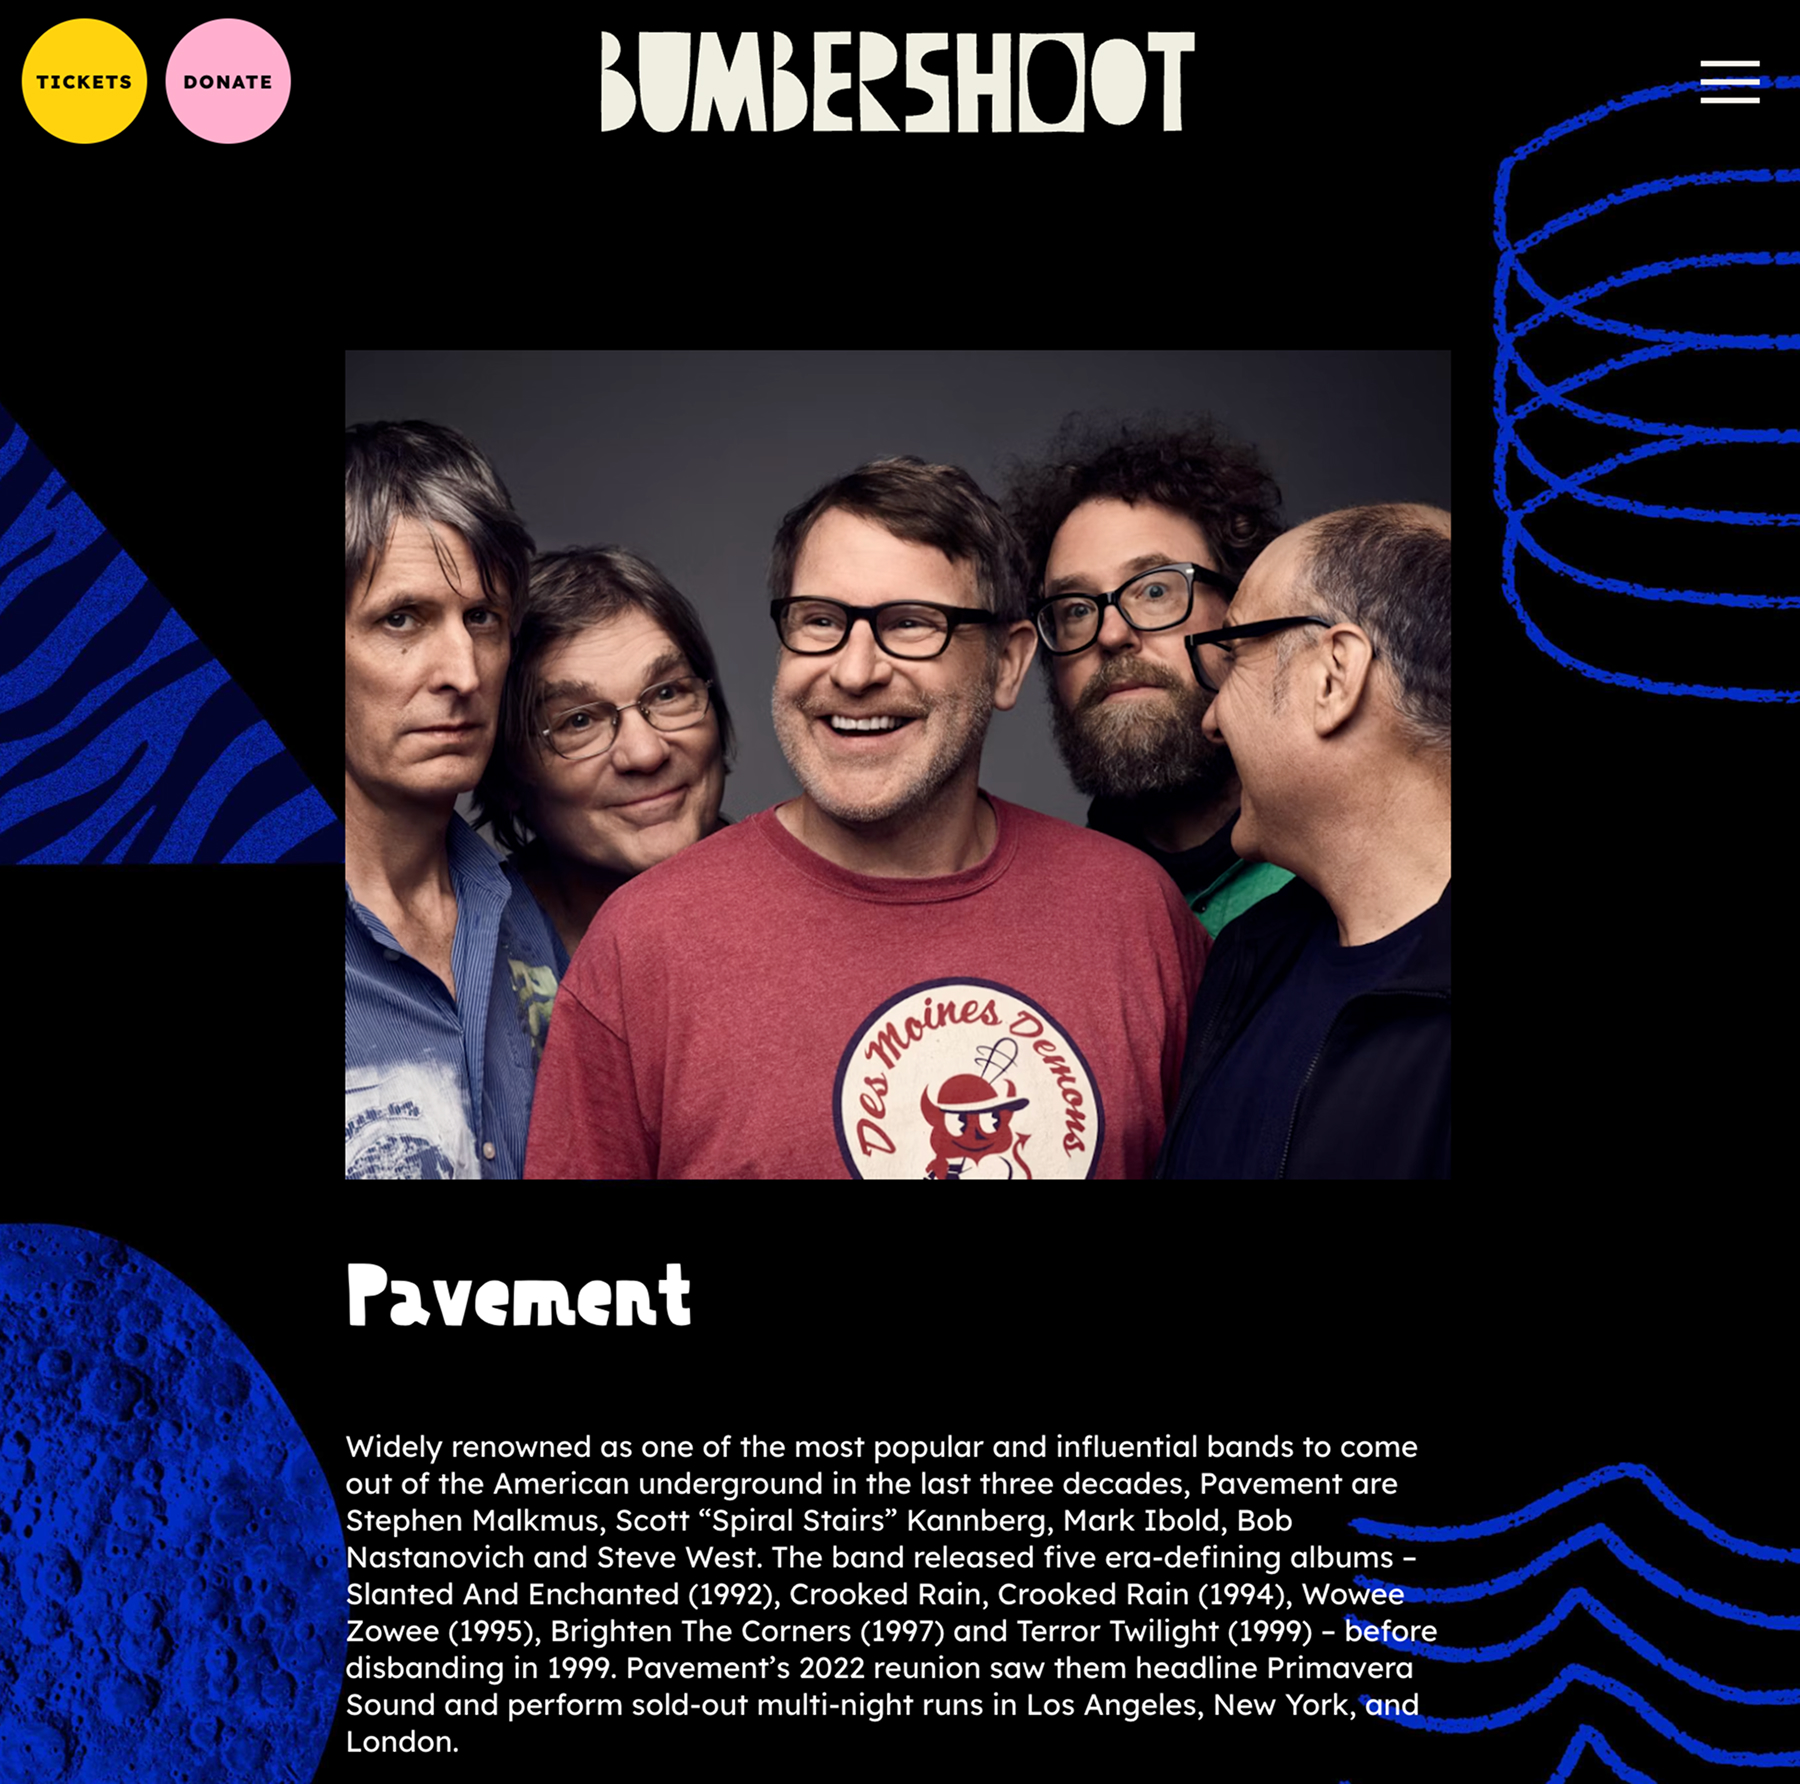 TICKETS
DONATE
BUMBERSHOOT
Des Moines Demons
Pavement
Widely renowned as one of the most popular and influential bands to come
out of the American underground in the last three decades, Pavement are
Stephen Malkmus, Scott “Spiral Stairs” Kannberg, Mark Ibold, Bob
Nastanovich and Steve West. The band released five era-defining albums –
Slanted And Enchanted (1992), Crooked Rain, Crooked Rain (1994), Wowee
Zowee (1995), Brighten The Corners (1997) and Terror Twilight (1999) – before
disbanding in 1999. Pavement’s 2022 reunion saw them headline Primavera
Sound and perform sold-out multi-night runs in Los Angeles, New York, and
London.